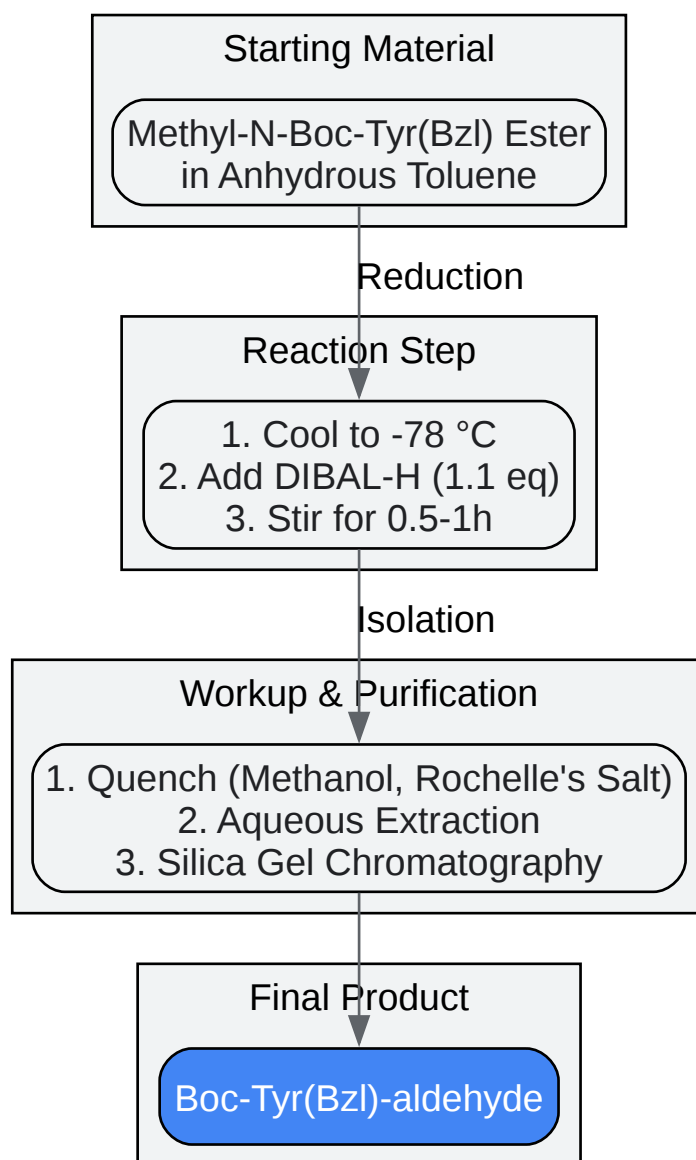 Starting Material
Methyl-N-Boc-Tyr(Bzl) Ester
in Anhydrous Toluene
Reduction
Reaction Step
1. Cool to -78 °C
2. Add DIBAL-H (1.1 eq)
3. Stir for 0.5-1h
Isolation
Workup & Purification
1. Quench (Methanol, Rochelle's Salt)
2. Aqueous Extraction
3. Silica Gel Chromatography
Final Product
Boc-Tyr(Bzl)-aldehyde